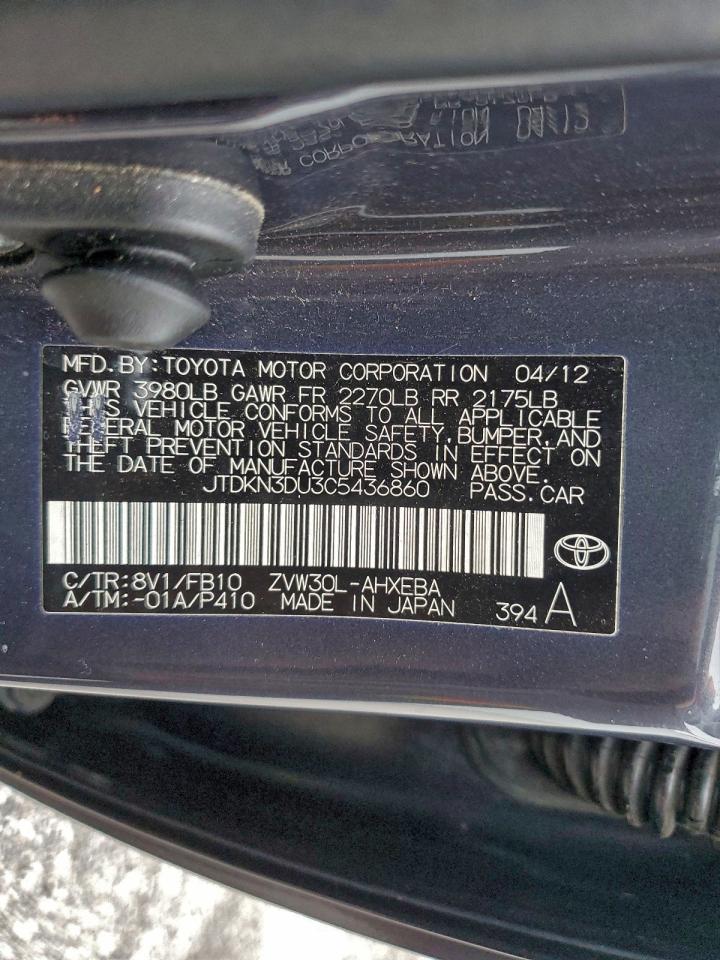 MFD.BY:TOYOTA MOTOR CORPORATION 04/12
GVWR 3980LB GAWR FR 2270LB RR 2175LB
THIS VEHICLE CONFORMS TO ALL APPLICABLE
FEDERAL MOTOR VEHICLE SAFETY,BUMPER,AND
THEFT PREVENTION STANDARDS IN EFFECT ON
THE DATE OF MANUFACTURE SHOWN ABOVE.
JTDKN3DU3C5436860 PASS.CAR
C/TR:8V1/FB10 ZVW30L-AHXEBA
A/TM:-01A/P410 MADE IN JAPAN 394 A